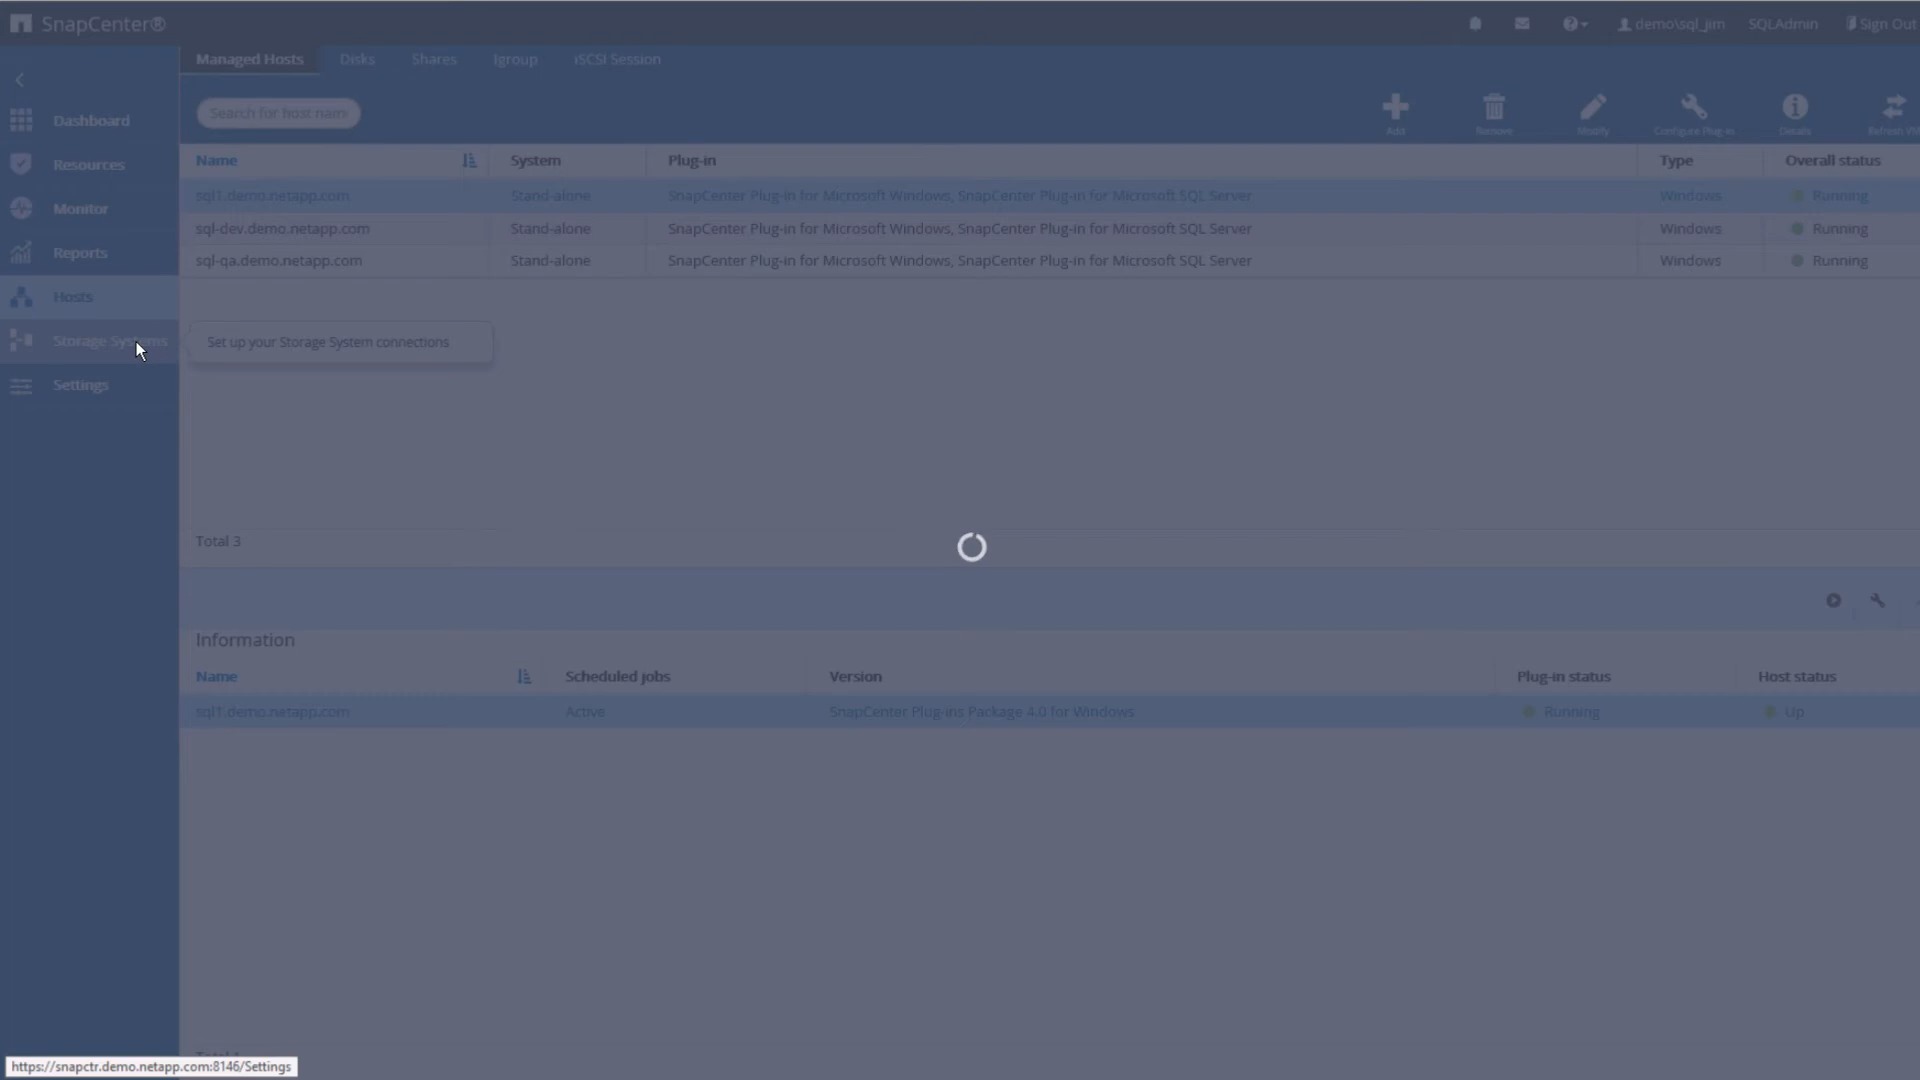 SnapCenter®
demo\sql_jim SQLAdmin Sign Out
Managed Hosts Disks Shares Igroup iSCSI Session
Search for host name
Add Remove Modify Configure Plug-in Details Refresh VM
Dashboard
Resources
Monitor
Reports
Hosts
Storage Systems
Settings
Name System Plug-in Type Overall status
sql1.demo.netapp.com Stand-alone SnapCenter Plug-in for Microsoft Windows, SnapCenter Plug-in for Microsoft SQL Server Windows Running
sql-dev.demo.netapp.com Stand-alone SnapCenter Plug-in for Microsoft Windows, SnapCenter Plug-in for Microsoft SQL Server Windows Running
sql-qa.demo.netapp.com Stand-alone SnapCenter Plug-in for Microsoft Windows, SnapCenter Plug-in for Microsoft SQL Server Windows Running
Set up your Storage System connections
Total 3
Information
Name Scheduled jobs Version Plug-in status Host status
sql1.demo.netapp.com Active SnapCenter Plug-ins Package 4.0 for Windows Running Up
https://snapctr.demo.netapp.com:8146/Settings